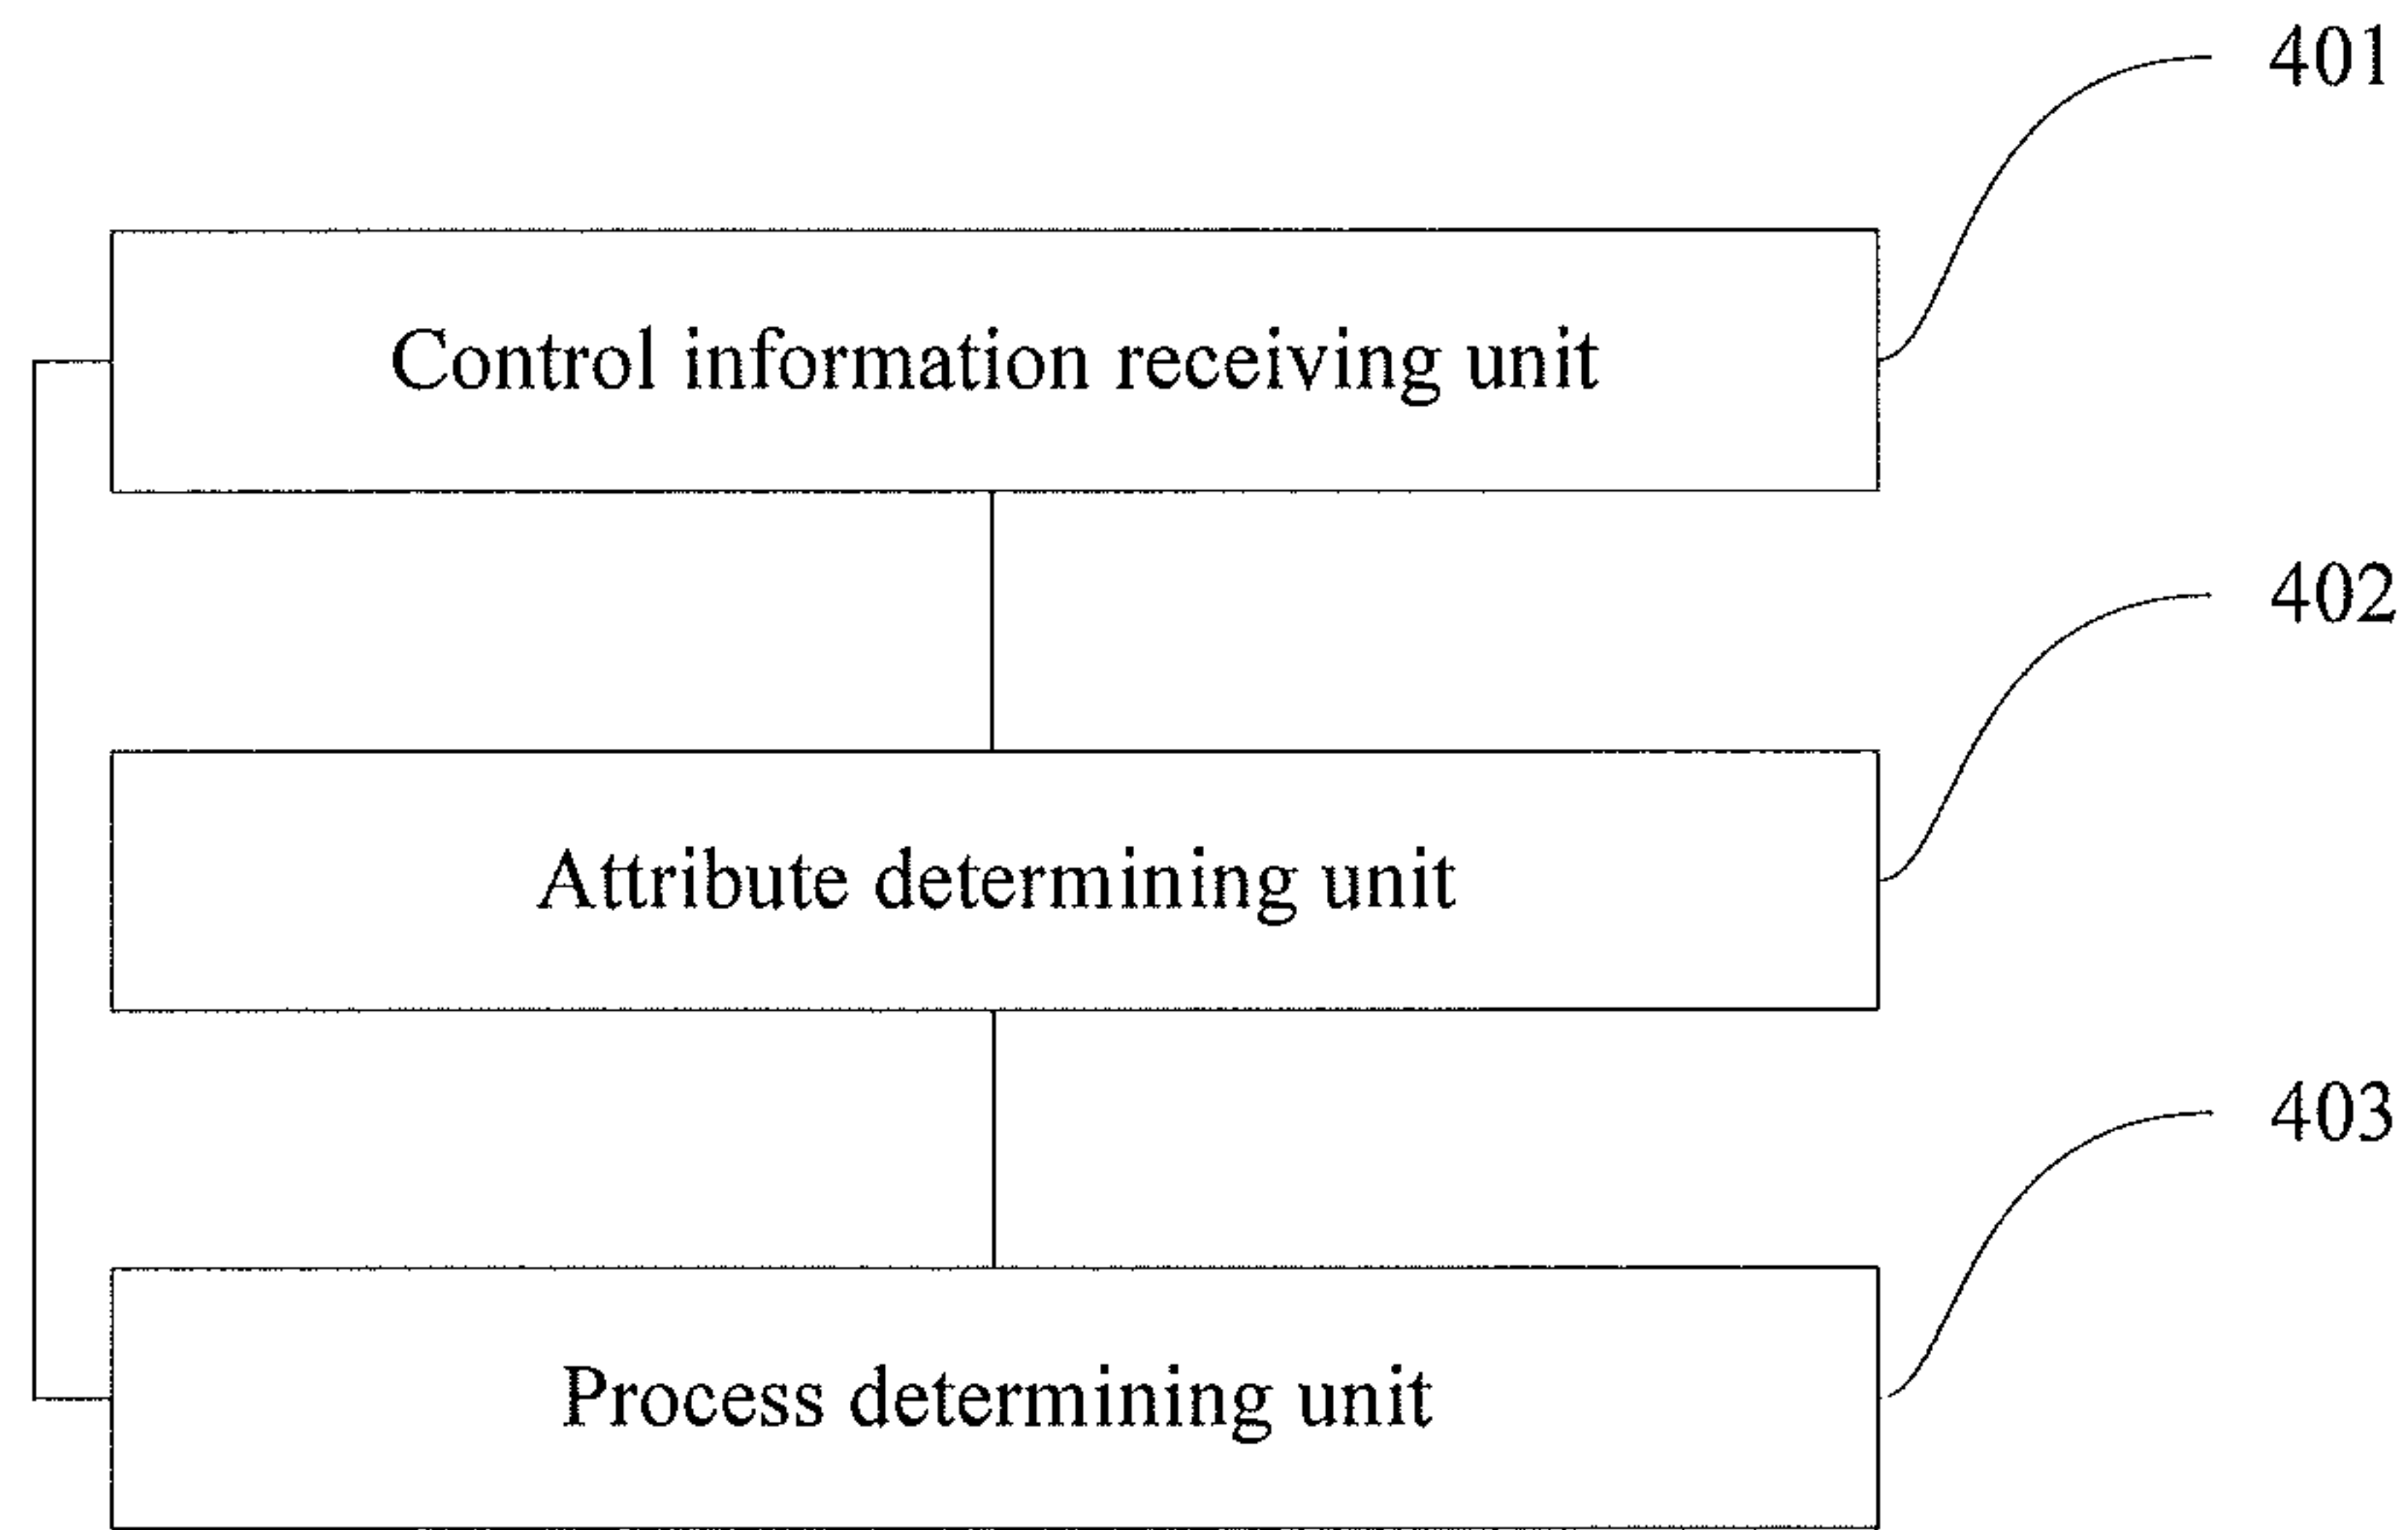 401
Control information receiving unit
402
Attribute determining unit
403
Process determining unit